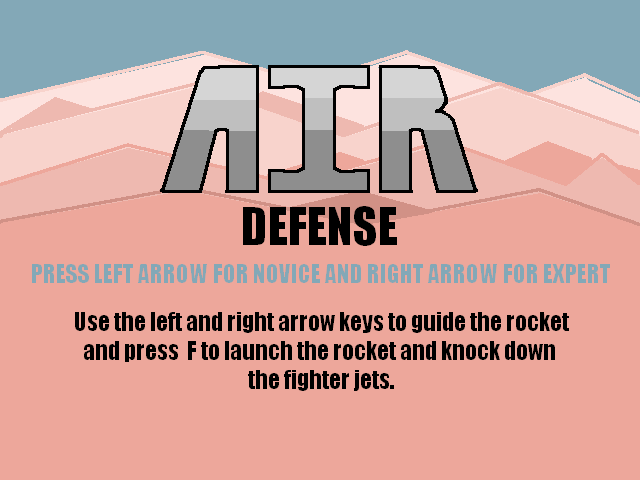 AIR
DEFENSE
PRESS LEFT ARROW FOR NOVICE AND RIGHT ARROW FOR EXPERT
Use the left and right arrow keys to guide the rocket
and press F to launch the rocket and knock down
the fighter jets.